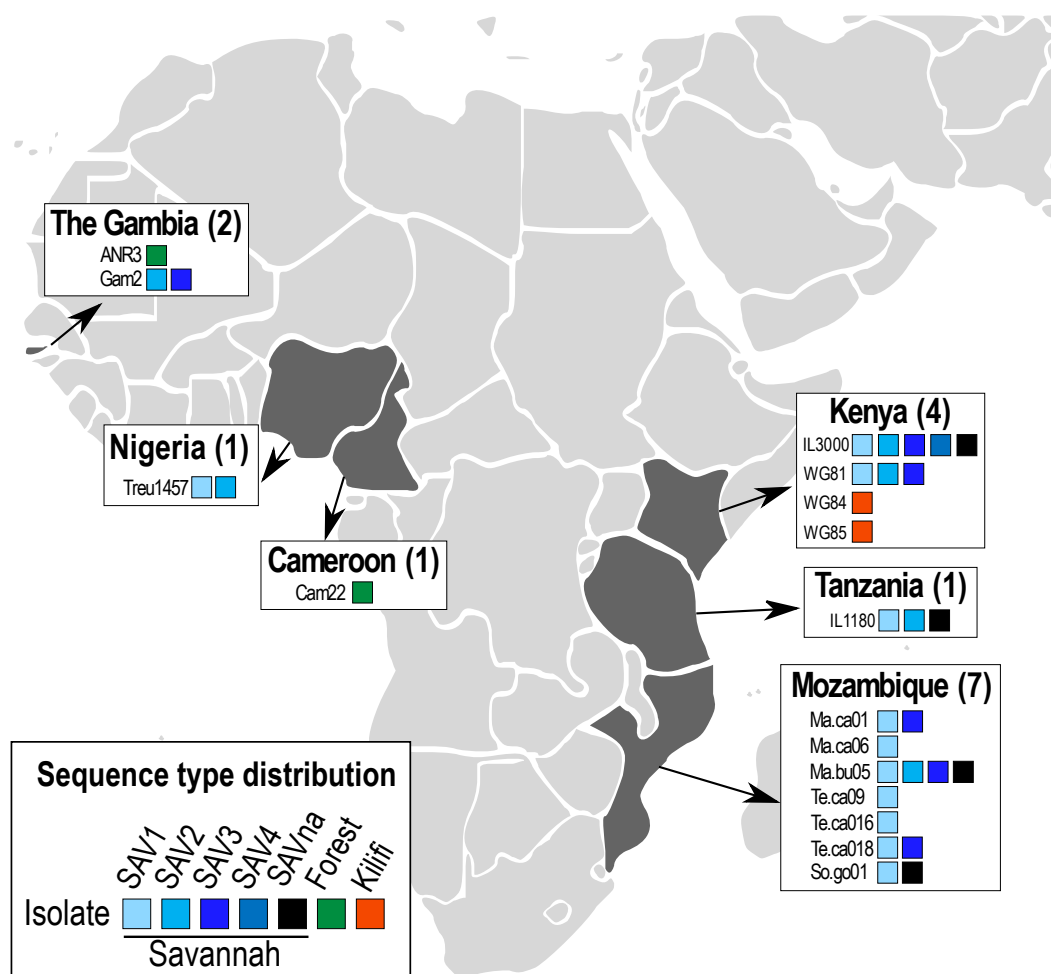 The Gambia (2)
ANR3
Gam2
Nigeria (1)
Treu1457
Cameroon (1)
Cam22
Kenya (4)
IL3000
WG81
WG84
WG85
Tanzania (1)
IL1180
Mozambique (7)
Ma.ca01
Ma.ca06
Ma.bu05
Te.ca09
Te.ca016
Te.ca018
So.go01
Sequence type distribution
SAV1 SAV2 SAV3 SAV4 SAVna Forest Kilifi
Isolate
Savannah